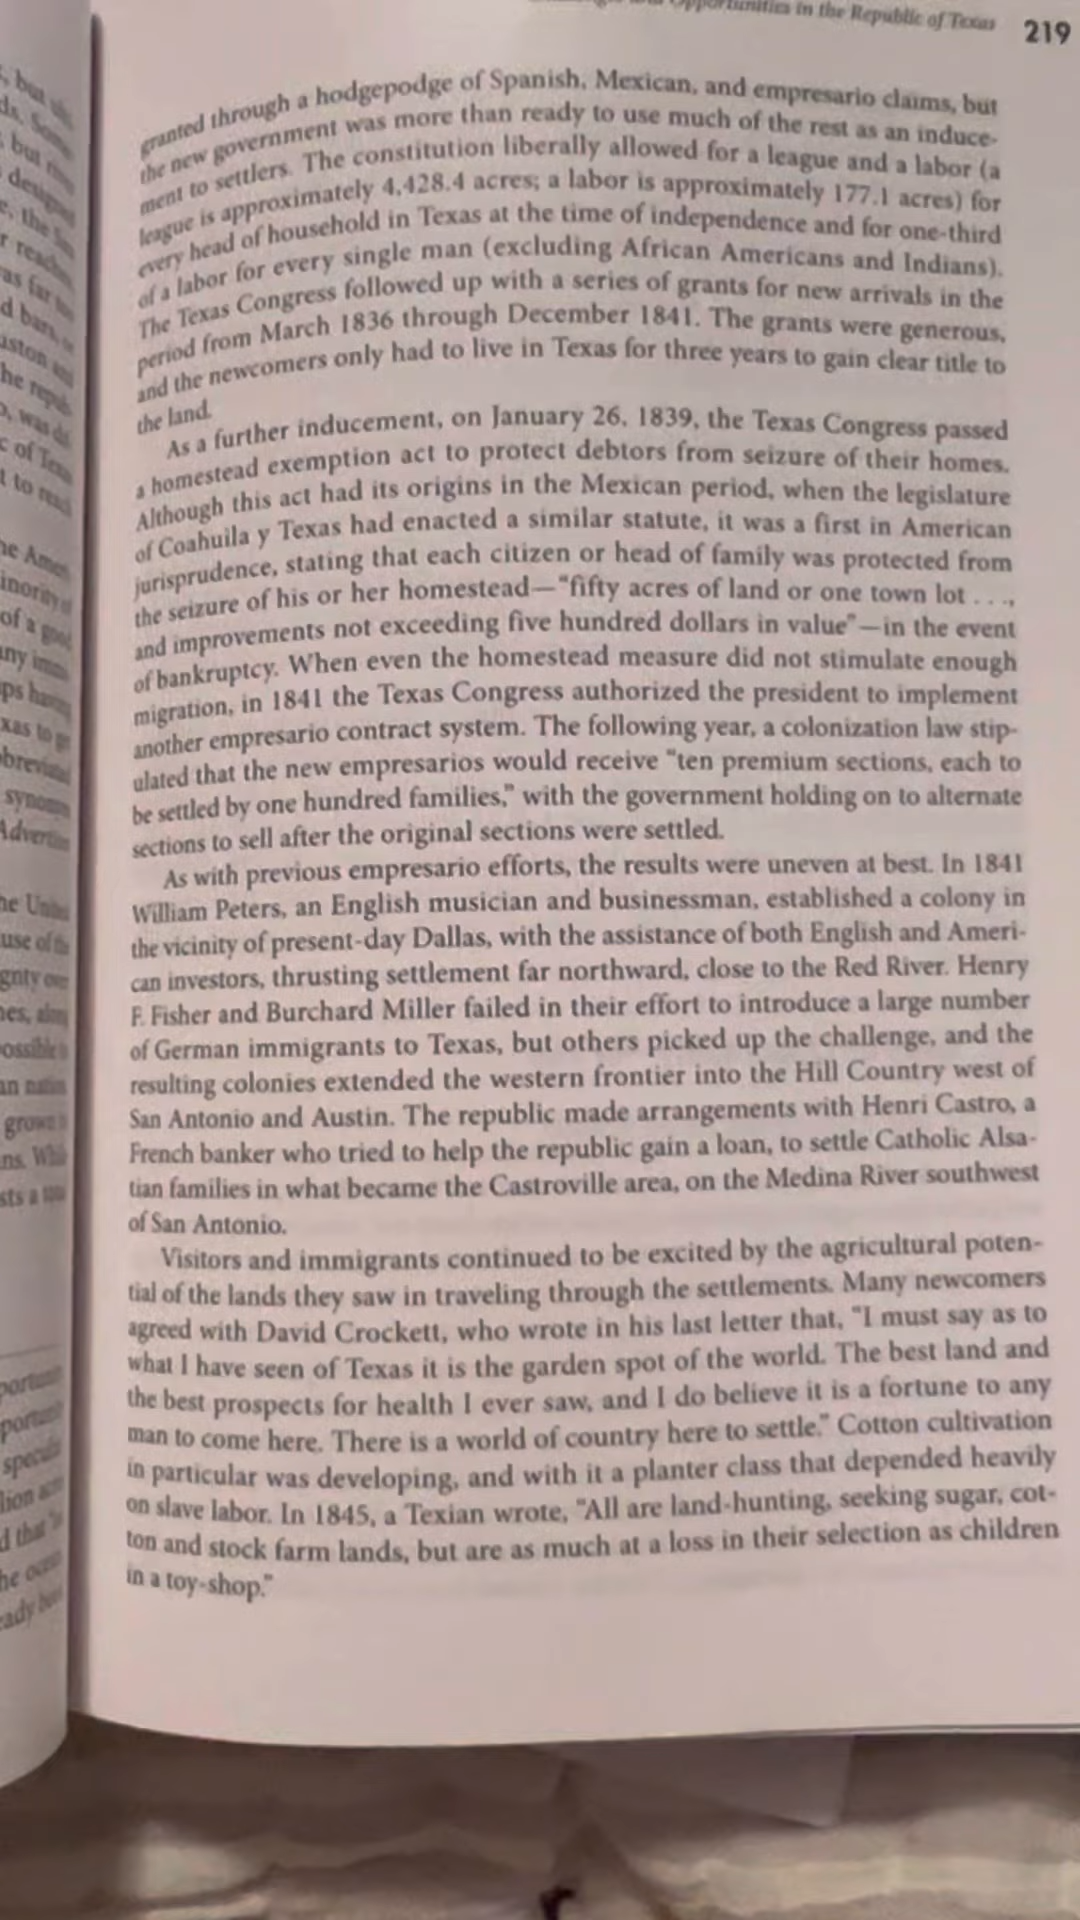 Opportunities in the Republic of Texas 219
granted through a hodgepodge of Spanish, Mexican, and empresario claims, but
the new government was more than ready to use much of the rest as an induce-
ment to settlers. The constitution liberally allowed for a league and a labor (a
league is approximately 4,428.4 acres; a labor is approximately 177.1 acres) for
every head of household in Texas at the time of independence and for one-third
of a labor for every single man (excluding African Americans and Indians).
The Texas Congress followed up with a series of grants for new arrivals in the
period from March 1836 through December 1841. The grants were generous,
and the newcomers only had to live in Texas for three years to gain clear title to
the land.
As a further inducement, on January 26, 1839, the Texas Congress passed
a homestead exemption act to protect debtors from seizure of their homes.
Although this act had its origins in the Mexican period, when the legislature
of Coahuila y Texas had enacted a similar statute, it was a first in American
jurisprudence, stating that each citizen or head of family was protected from
the seizure of his or her homestead—"fifty acres of land or one town lot . . .,
and improvements not exceeding five hundred dollars in value"—in the event
of bankruptcy. When even the homestead measure did not stimulate enough
migration, in 1841 the Texas Congress authorized the president to implement
another empresario contract system. The following year, a colonization law stip-
ulated that the new empresarios would receive "ten premium sections, each to
be settled by one hundred families," with the government holding on to alternate
sections to sell after the original sections were settled.
As with previous empresario efforts, the results were uneven at best. In 1841
William Peters, an English musician and businessman, established a colony in
the vicinity of present-day Dallas, with the assistance of both English and Ameri-
can investors, thrusting settlement far northward, close to the Red River. Henry
F. Fisher and Burchard Miller failed in their effort to introduce a large number
of German immigrants to Texas, but others picked up the challenge, and the
resulting colonies extended the western frontier into the Hill Country west of
San Antonio and Austin. The republic made arrangements with Henri Castro, a
French banker who tried to help the republic gain a loan, to settle Catholic Alsa-
tian families in what became the Castroville area, on the Medina River southwest
of San Antonio.
Visitors and immigrants continued to be excited by the agricultural poten-
tial of the lands they saw in traveling through the settlements. Many newcomers
agreed with David Crockett, who wrote in his last letter that, "I must say as to
what I have seen of Texas it is the garden spot of the world. The best land and
the best prospects for health I ever saw, and I do believe it is a fortune to any
man to come here. There is a world of country here to settle." Cotton cultivation
in particular was developing, and with it a planter class that depended heavily
on slave labor. In 1845, a Texian wrote, "All are land-hunting, seeking sugar, cot-
ton and stock farm lands, but are as much at a loss in their selection as children
in a toy-shop."